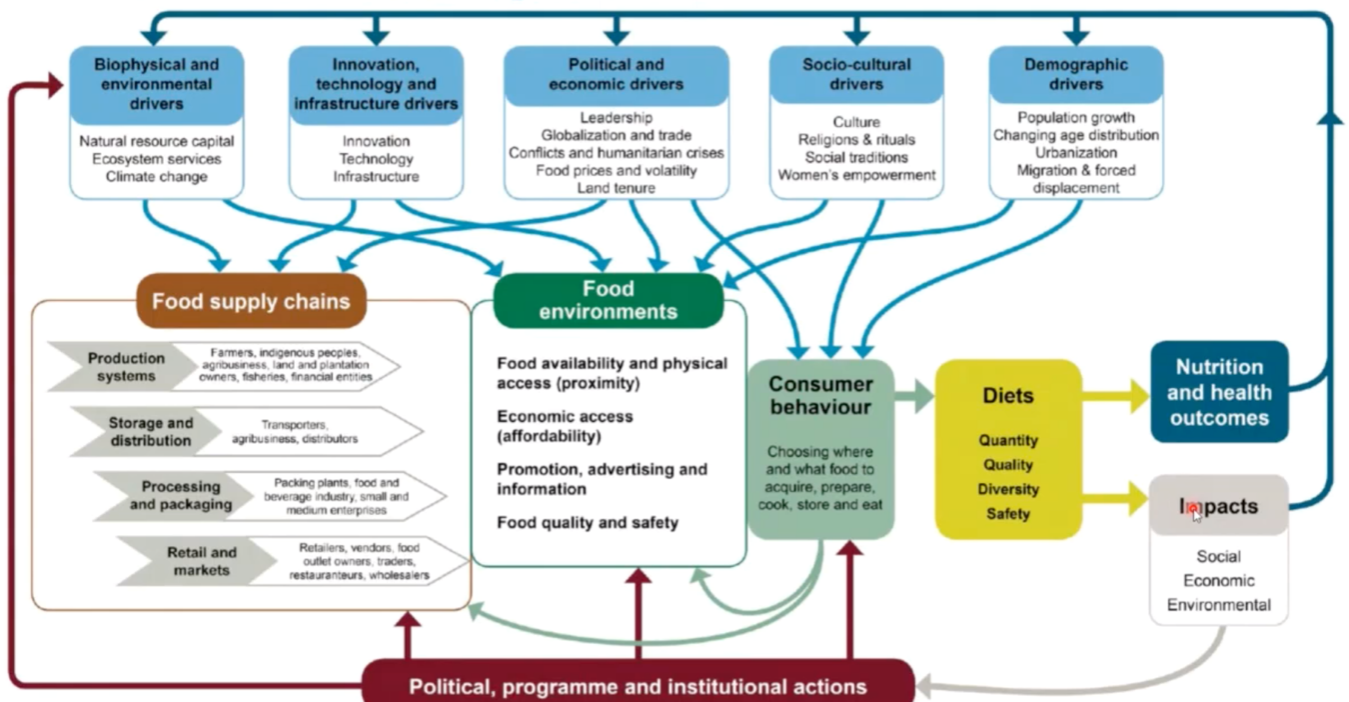 Biophysical and
environmental
drivers
Natural resource capital
Ecosystem services
Climate change
Innovation,
technology and
infrastructure drivers
Innovation
Technology
Infrastructure
Political and
economic drivers
Leadership
Globalization and trade
Conflicts and humanitarian crises
Food prices and volatility
Land tenure
Socio-cultural
drivers
Culture
Religions & rituals
Social traditions
Women's empowerment
Demographic
drivers
Population growth
Changing age distribution
Urbanization
Migration & forced
displacement
Food supply chains
Production
systems
Farmers, indigenous peoples,
agribusiness, land and plantation
owners, fisheries, financial entities
Storage and
distribution
Transporters,
agribusiness, distributors
Processing
and packaging
Packing plants, food and
beverage industry, small and
medium enterprises
Retail and
markets
Retailers, vendors, food
outlet owners, traders,
restauranteurs, wholesalers
Food
environments
Food availability and physical
access (proximity)
Economic access
(affordability)
Promotion, advertising and
information
Food quality and safety
Consumer
behaviour
Choosing where
and what food to
acquire, prepare,
cook, store and eat
Diets
Quantity
Quality
Diversity
Safety
Nutrition
and health
outcomes
Impacts
Social
Economic
Environmental
Political, programme and institutional actions